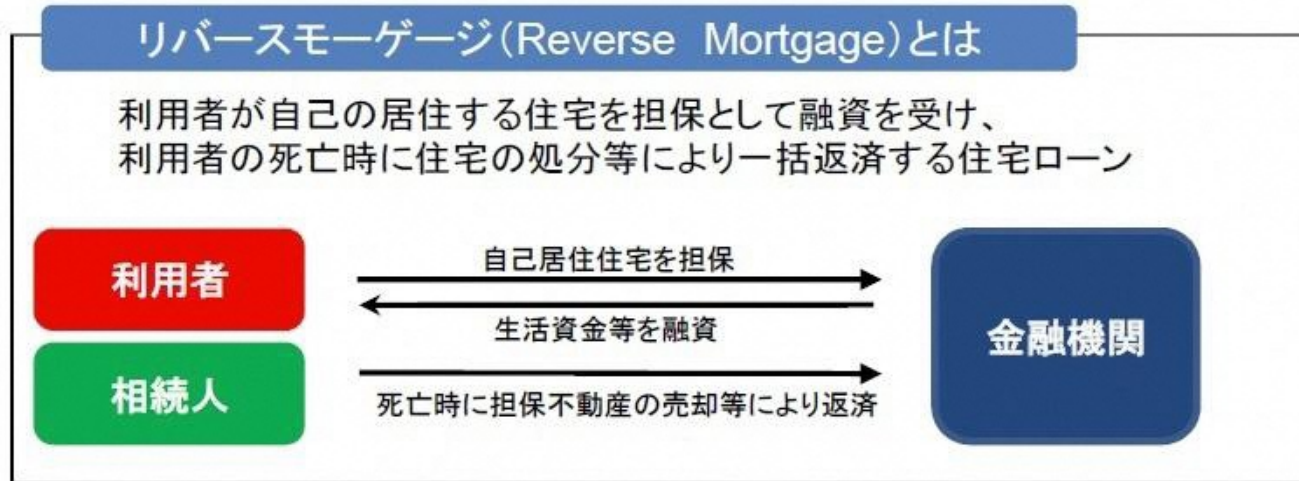 リバースモーゲージ(Reverse Mortgage)とは
利用者が自己の居住する住宅を担保として融資を受け、
利用者の死亡時に住宅の処分等により一括返済する住宅ローン
利用者
自己居住住宅を担保
生活資金等を融資
金融機関
相続人
死亡時に担保不動産の売却等により返済